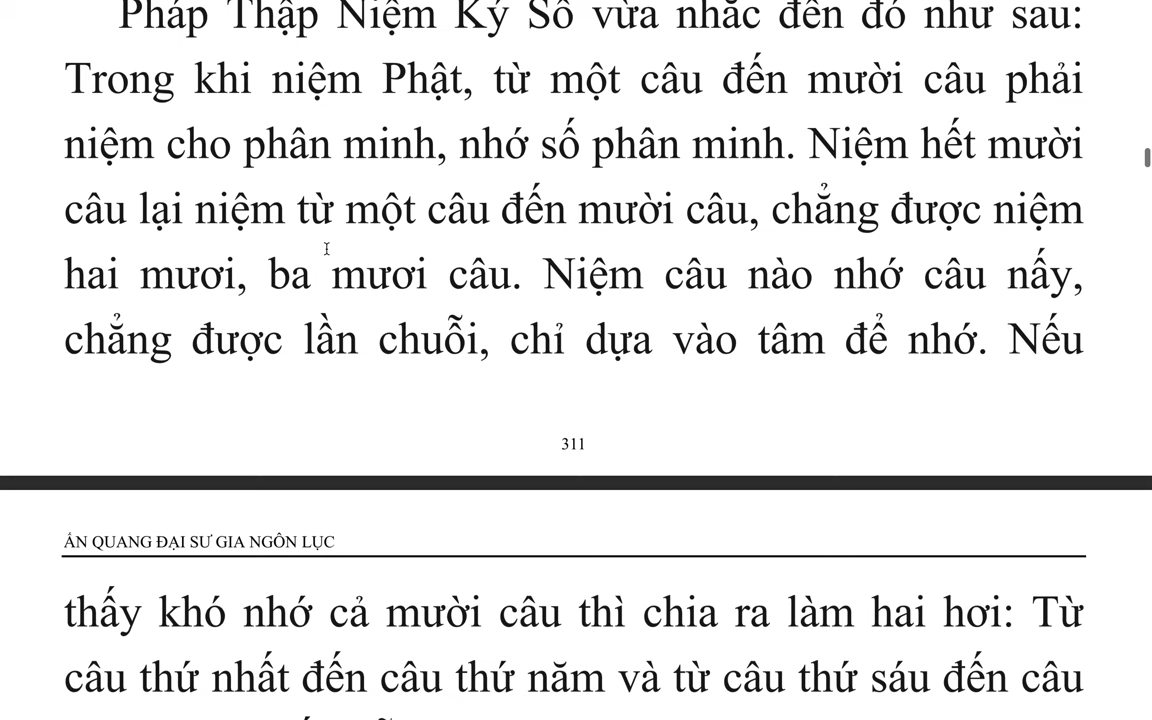 Pháp Thập Niệm Ký Số vừa nhắc đến đó như sau:
Trong khi niệm Phật, từ một câu đến mười câu phải
niệm cho phân minh, nhớ số phân minh. Niệm hết mười
câu lại niệm từ một câu đến mười câu, chẳng được niệm
hai mươi, ba mươi câu. Niệm câu nào nhớ câu nấy,
chẳng được lần chuỗi, chỉ dựa vào tâm để nhớ. Nếu
311
ẤN QUANG ĐẠI SƯ GIA NGÔN LỤC
thấy khó nhớ cả mười câu thì chia ra làm hai hơi: Từ
câu thứ nhất đến câu thứ năm và từ câu thứ sáu đến câu